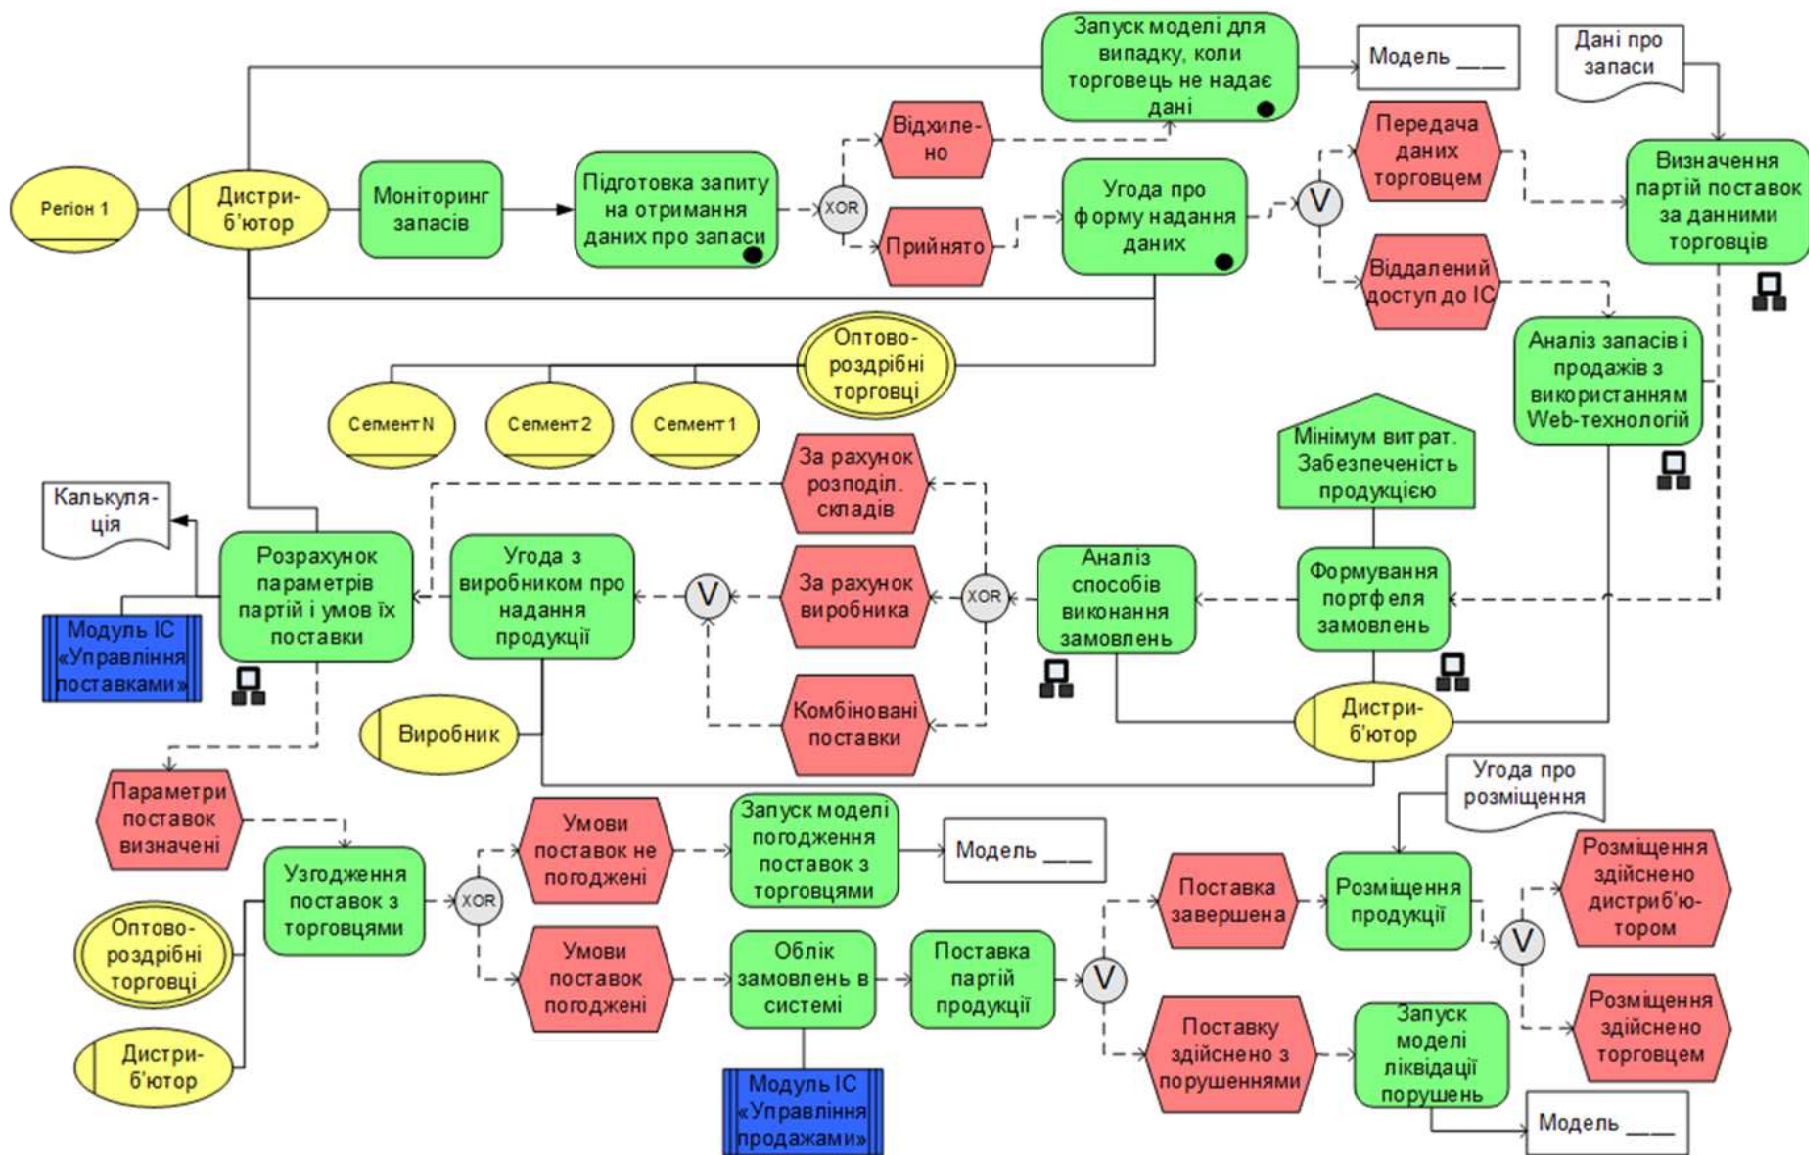 Запуск моделі для
випадку, коли
торговець не надає
дані
Модель ____
Дані про
запаси
Відхиле-
но
Передача
даних
торговцем
Регіон 1
Дистри-
б'ютор
Моніторинг
запасів
Підготовка запиту
на отримання
даних про запаси
XOR
Прийнято
Угода про
форму надання
даних
V
Визначення
партій поставок
за данними
торговців
Віддалений
доступ до ІС
Оптово-
роздрібні
торговці
Сегмент N
Сегмент 2
Сегмент 1
Аналіз запасів і
продажів з
використанням
Web-технологій
Мінімум витрат.
Забезпеченість
продукцією
За рахунок
розподіл.
складів
Калькуля-
ція
Розрахунок
параметрів
партій і умов їх
поставки
Угода з
виробником про
надання
продукції
V
За рахунок
виробника
XOR
Аналіз
способів
виконання
замовлень
Формування
портфеля
замовлень
Модуль ІС
«Управління
поставками»
Виробник
Комбіновані
поставки
Дистри-
б'ютор
Параметри
поставок
визначені
Умови
поставок не
погоджені
Запуск моделі
погодження
поставок з
торговцями
Модель ____
Угода про
розміщення
Узгодження
поставок з
торговцями
XOR
Поставка
завершена
Розміщення
продукції
Розміщення
здійснено
дистриб'ю-
тором
Оптово-
роздрібні
торговці
Умови
поставок
погоджені
Облік
замовлень в
системі
Поставка
партій
продукції
V
V
Дистри-
б'ютор
Модуль ІС
«Управління
продажами»
Поставку
здійснено з
порушеннями
Запуск
моделі
ліквідації
порушень
Розміщення
здійснено
торговцем
Модель ____